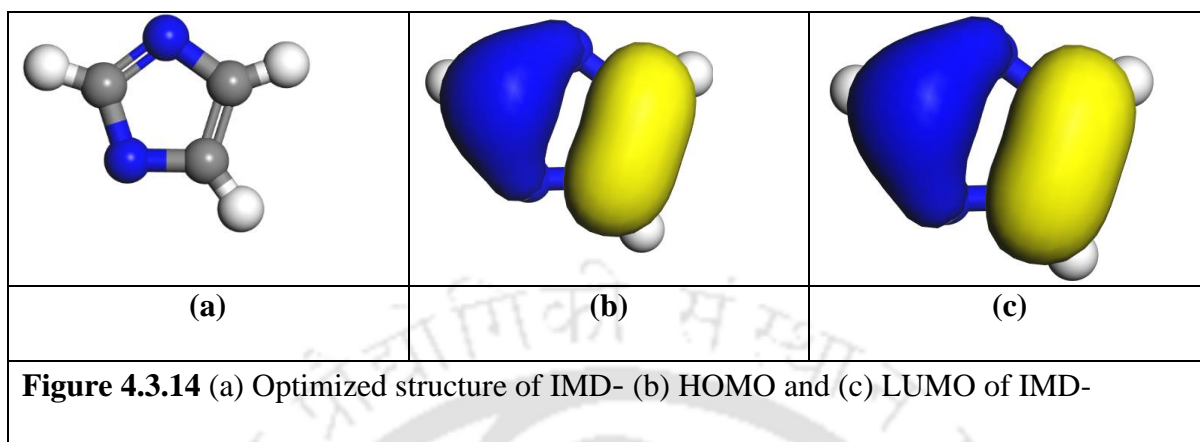 (a) (b) (c)
प्रौद्योगिकी संस्थान
Figure 4.3.14 (a) Optimized structure of IMD- (b) HOMO and (c) LUMO of IMD-